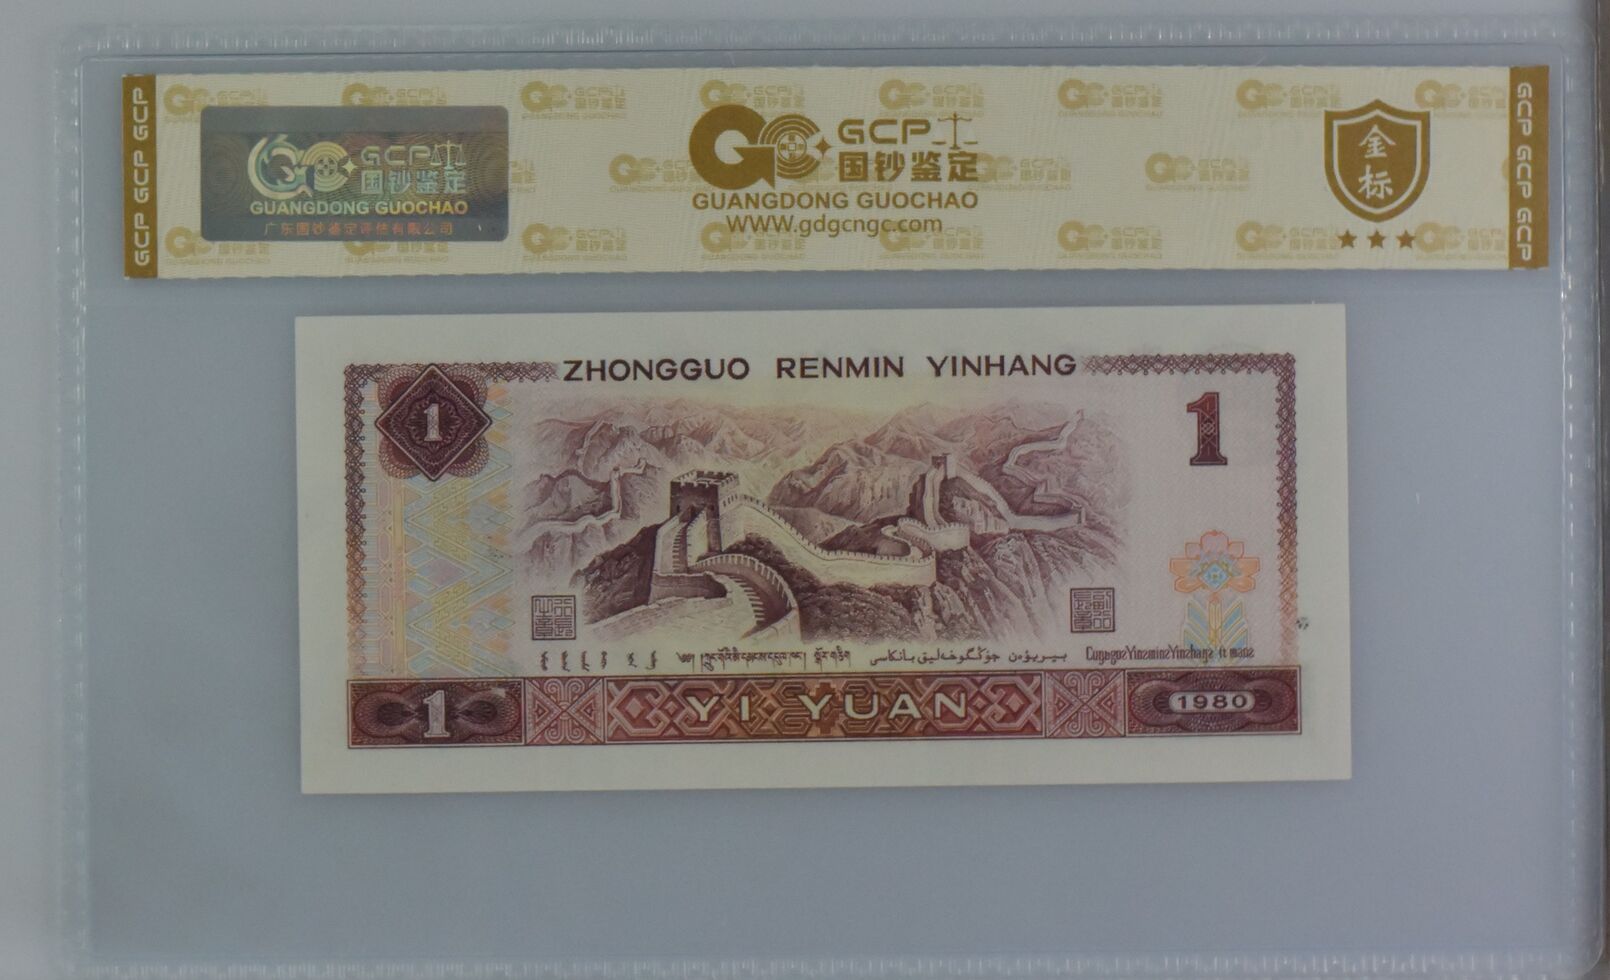 GCP GCP GCP
GCP
国钞鉴定
GUANGDONG GUOCHAO
广东国钞鉴定评估有限公司
GCP
国钞鉴定
GUANGDONG GUOCHAO
WWW.gdgcngc.com
金
标
GCP GCP GCP
ZHONGGUO RENMIN YINHANG
1
1
1
YI YUAN
1980